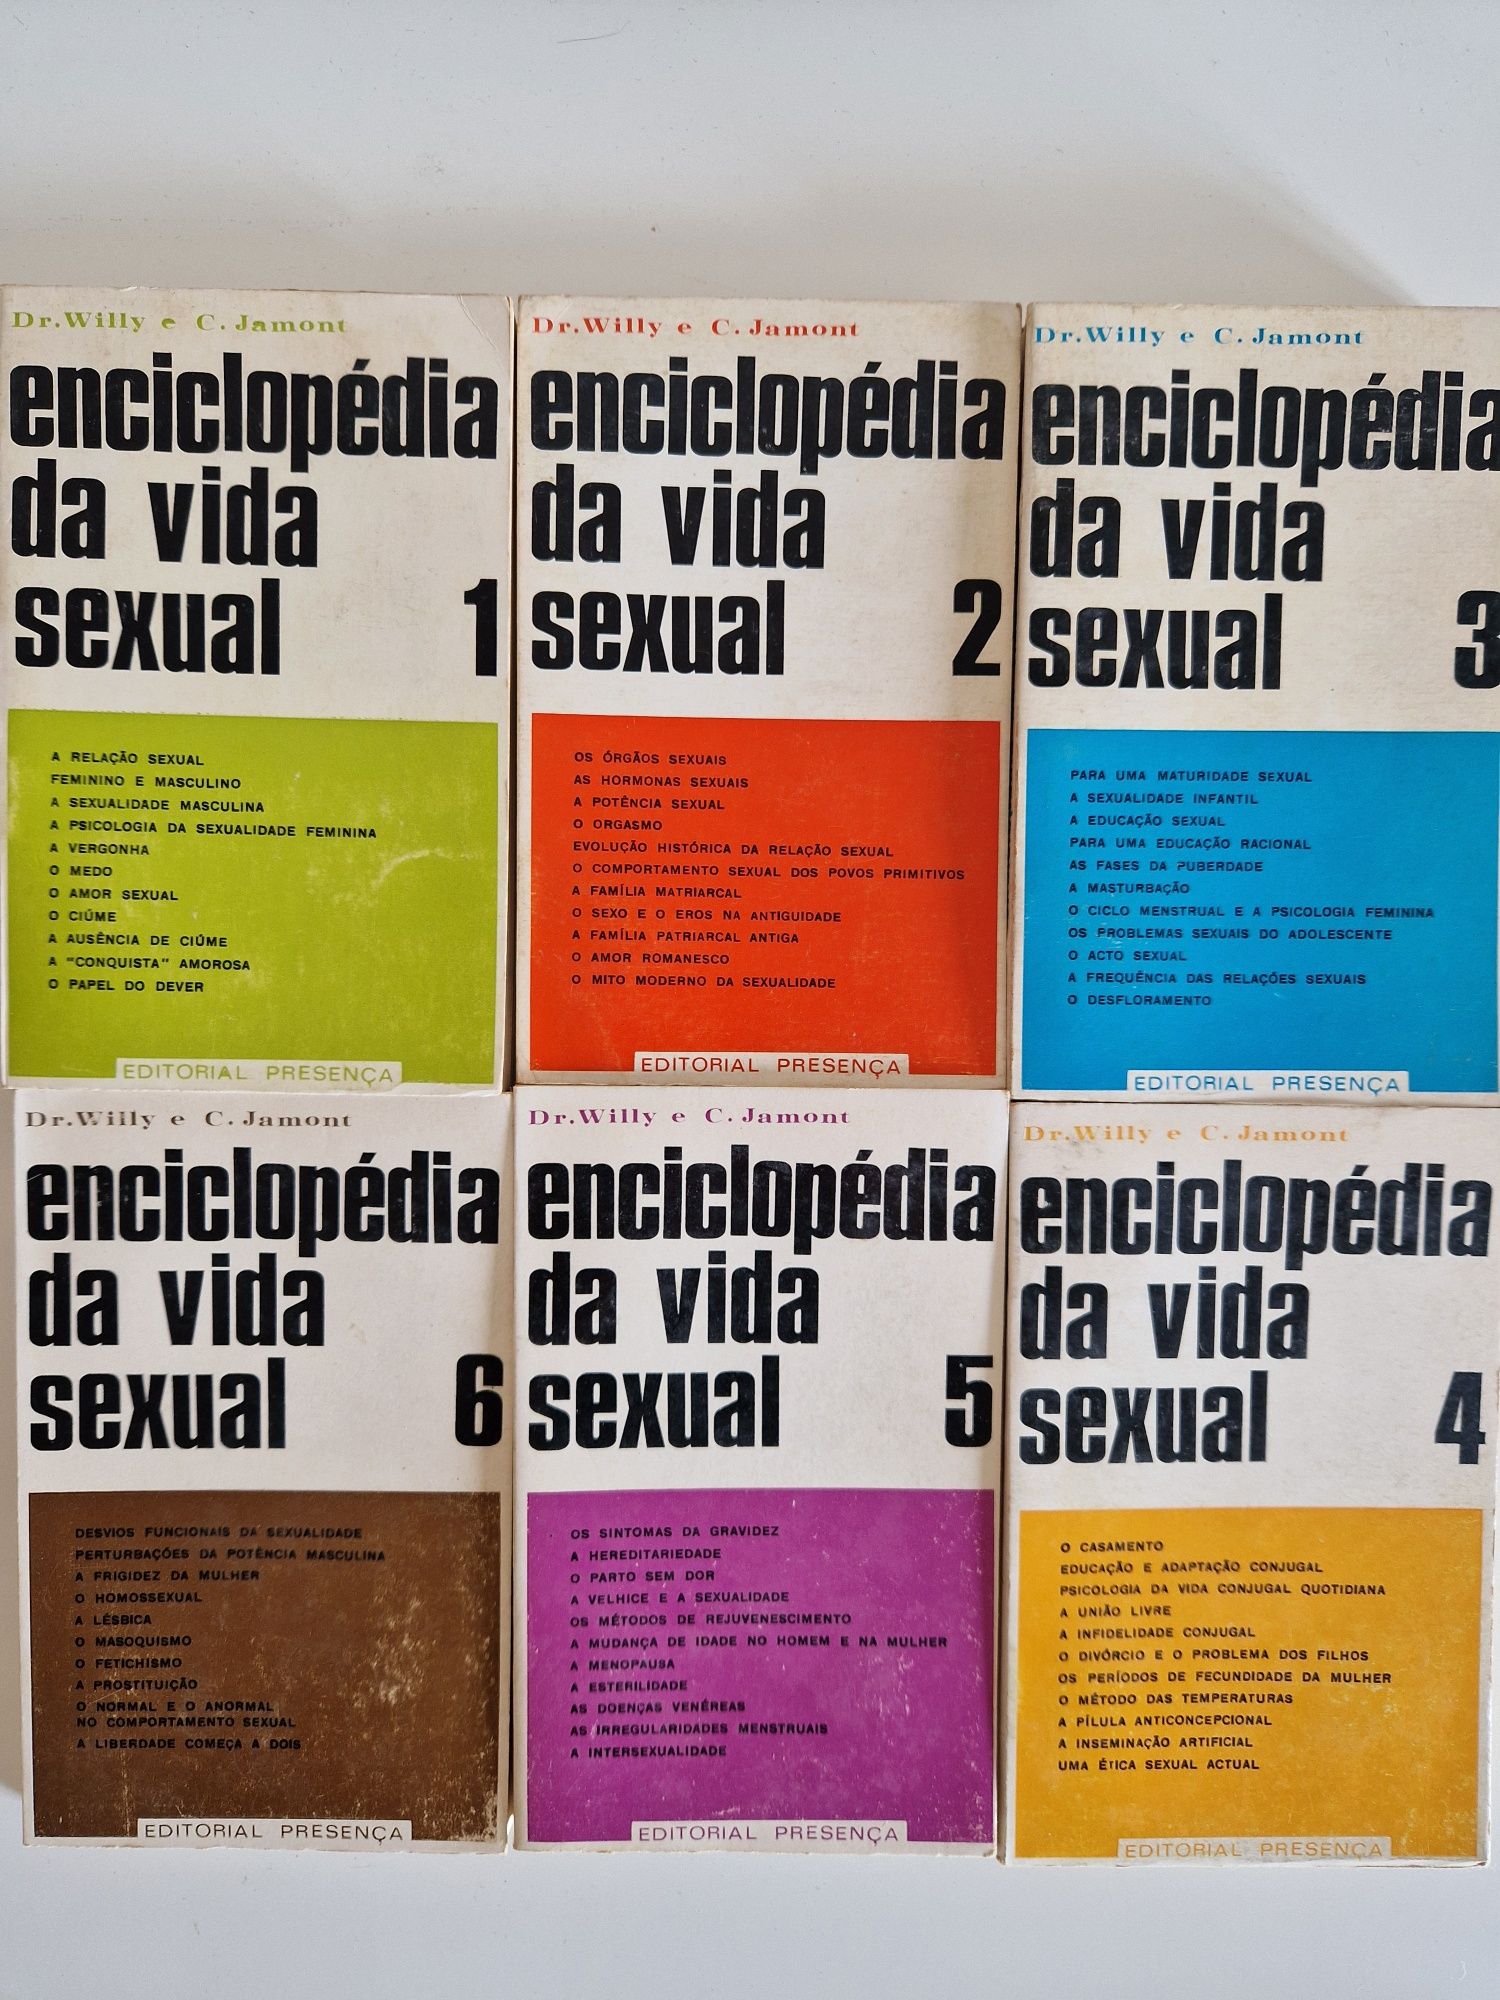 Dr. Willy e C. Jamont
enciclopédia
da vida
sexual 1
A RELAÇÃO SEXUAL
FEMININO E MASCULINO
A SEXUALIDADE MASCULINA
A PSICOLOGIA DA SEXUALIDADE FEMININA
A VERGONHA
O MEDO
O AMOR SEXUAL
O CIÚME
A AUSÊNCIA DE CIÚME
A "CONQUISTA" AMOROSA
O PAPEL DO DEVER
EDITORIAL PRESENÇA
Dr. Willy e C. Jamont
enciclopédia
da vida
sexual 2
OS ÓRGÃOS SEXUAIS
AS HORMONAS SEXUAIS
A POTÊNCIA SEXUAL
O ORGASMO
EVOLUÇÃO HISTÓRICA DA RELAÇÃO SEXUAL
O COMPORTAMENTO SEXUAL DOS POVOS PRIMITIVOS
A FAMÍLIA MATRIARCAL
O SEXO E O EROS NA ANTIGUIDADE
A FAMÍLIA PATRIARCAL ANTIGA
O AMOR ROMANESCO
O MITO MODERNO DA SEXUALIDADE
EDITORIAL PRESENÇA
Dr. Willy e C. Jamont
enciclopédia
da vida
sexual 3
PARA UMA MATURIDADE SEXUAL
A SEXUALIDADE INFANTIL
A EDUCAÇÃO SEXUAL
PARA UMA EDUCAÇÃO RACIONAL
AS FASES DA PUBERDADE
A MASTURBAÇÃO
O CICLO MENSTRUAL E A PSICOLOGIA FEMININA
OS PROBLEMAS SEXUAIS DO ADOLESCENTE
O ACTO SEXUAL
A FREQUÊNCIA DAS RELAÇÕES SEXUAIS
O DESFLORAMENTO
EDITORIAL PRESENÇA
Dr. Willy e C. Jamont
enciclopédia
da vida
sexual 6
DESVIOS FUNCIONAIS DA SEXUALIDADE
PERTURBAÇÕES DA POTÊNCIA MASCULINA
A FRIGIDEZ DA MULHER
O HOMOSSEXUAL
A LÉSBICA
O MASOQUISMO
O FETICHISMO
A PROSTITUIÇÃO
O NORMAL E O ANORMAL
NO COMPORTAMENTO SEXUAL
A LIBERDADE COMEÇA A DOIS
EDITORIAL PRESENÇA
Dr. Willy e C. Jamont
enciclopédia
da vida
sexual 5
OS SINTOMAS DA GRAVIDEZ
A HEREDITARIEDADE
O PARTO SEM DOR
A VELHICE E A SEXUALIDADE
OS MÉTODOS DE REJUVENESCIMENTO
A MUDANÇA DE IDADE NO HOMEM E NA MULHER
A MENOPAUSA
A ESTERILIDADE
AS DOENÇAS VENÉREAS
AS IRREGULARIDADES MENSTRUAIS
A INTERSEXUALIDADE
EDITORIAL PRESENÇA
Dr. Willy e C. Jamont
enciclopédia
da vida
sexual 4
O CASAMENTO
EDUCAÇÃO E ADAPTAÇÃO CONJUGAL
PSICOLOGIA DA VIDA CONJUGAL QUOTIDIANA
A UNIÃO LIVRE
A INFIDELIDADE CONJUGAL
O DIVÓRCIO E O PROBLEMA DOS FILHOS
OS PERÍODOS DE FECUNDIDADE DA MULHER
O MÉTODO DAS TEMPERATURAS
A PÍLULA ANTICONCEPCIONAL
A INSEMINAÇÃO ARTIFICIAL
UMA ÉTICA SEXUAL ACTUAL
EDITORIAL PRESENÇA